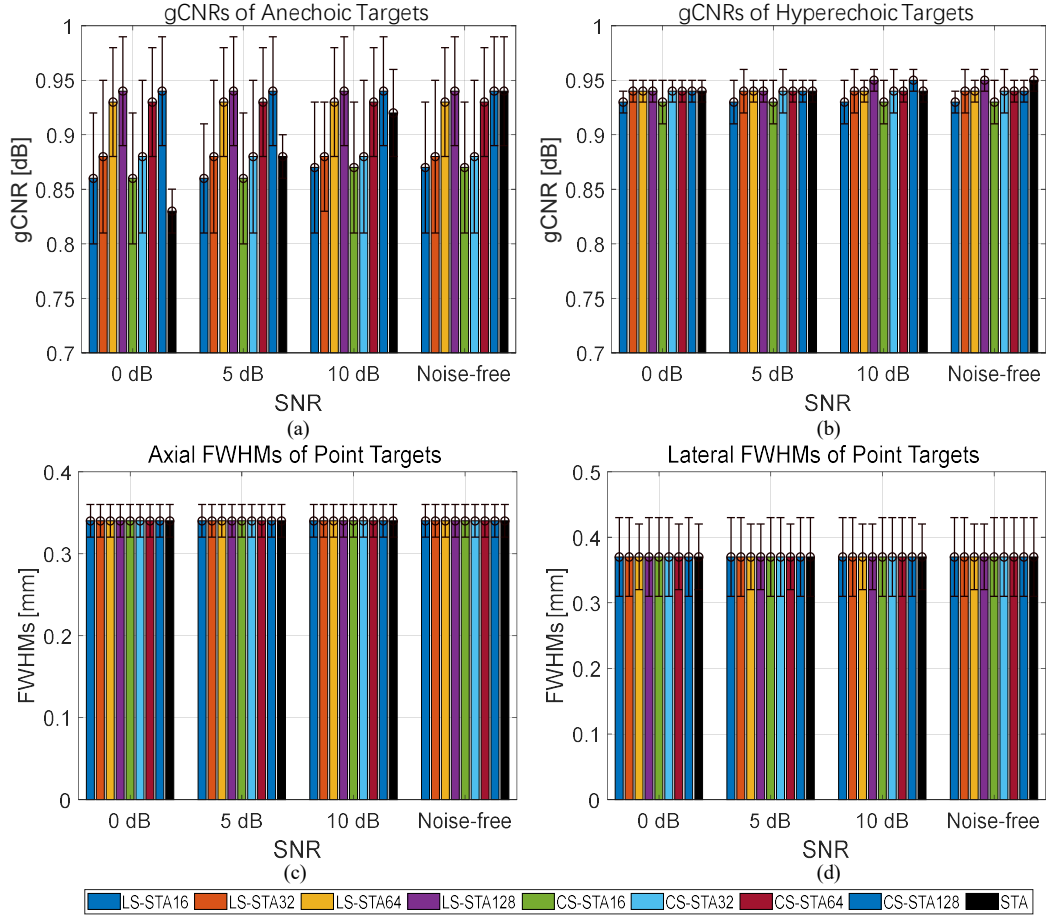 gCNRs of Anechoic Targets
1
0.95
0.9
0.85
0.8
0.75
0.7
gCNR [dB]
0 dB
5 dB
10 dB
Noise-free
SNR
(a)
gCNRs of Hyperechoic Targets
1
0.95
0.9
0.85
0.8
0.75
0.7
gCNR [dB]
0 dB
5 dB
10 dB
Noise-free
SNR
(b)
Axial FWHMs of Point Targets
0.4
0.3
0.2
0.1
0
FWHMs [mm]
0 dB
5 dB
10 dB
Noise-free
SNR
(c)
Lateral FWHMs of Point Targets
0.5
0.4
0.3
0.2
0.1
0
FWHMs [mm]
0 dB
5 dB
10 dB
Noise-free
SNR
(d)
LS-STA16 LS-STA32 LS-STA64 LS-STA128 CS-STA16 CS-STA32 CS-STA64 CS-STA128 STA